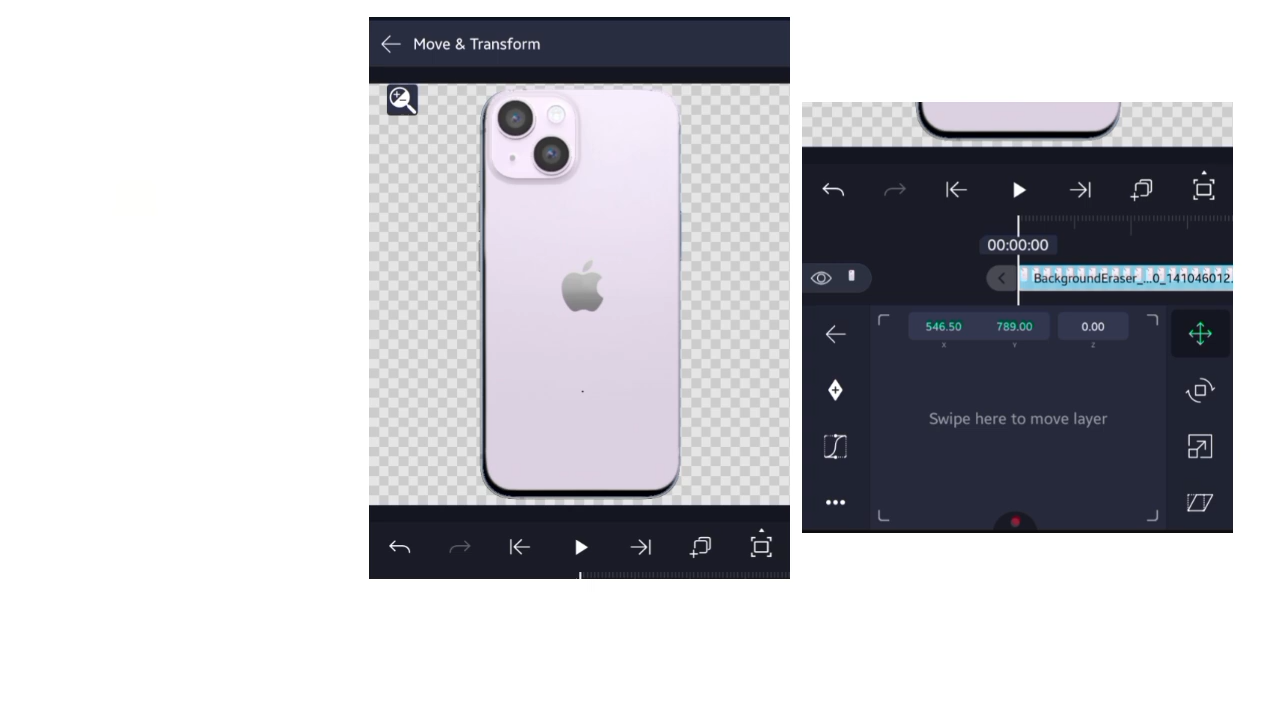 Move & Transform
00:00:00
BackgroundEraser_...0_141046012.
546.50 789.00 0.00
X Y Z
Swipe here to move layer